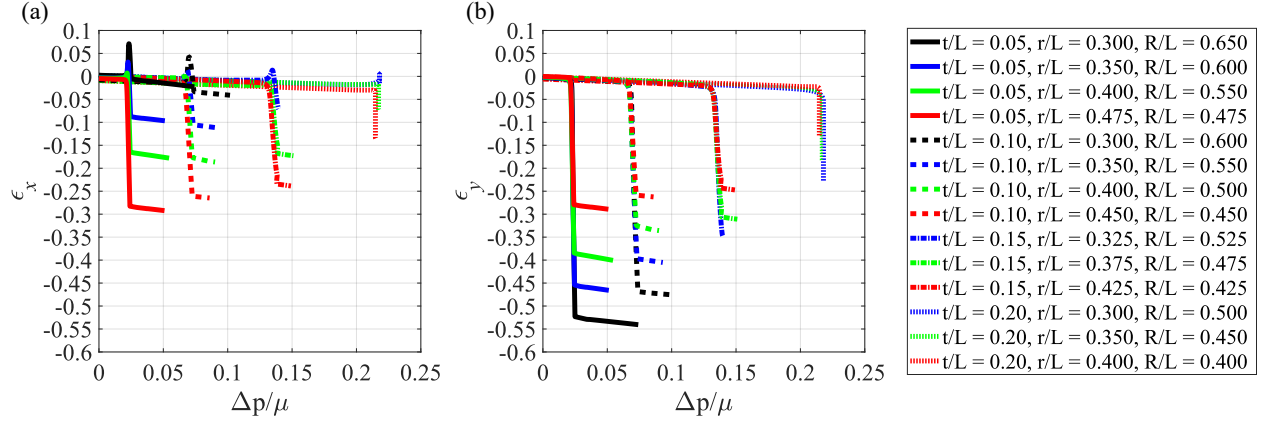 (a)
0.1
0.05
0
-0.05
-0.1
-0.15
-0.2
-0.25
-0.3
-0.35
-0.4
-0.45
-0.5
-0.55
-0.6
ϵx
0 0.05 0.1 0.15 0.2 0.25
Δp/μ
(b)
0.1
0.05
0
-0.05
-0.1
-0.15
-0.2
-0.25
-0.3
-0.35
-0.4
-0.45
-0.5
-0.55
-0.6
ϵy
0 0.05 0.1 0.15 0.2 0.25
Δp/μ
t/L = 0.05, r/L = 0.300, R/L = 0.650
t/L = 0.05, r/L = 0.350, R/L = 0.600
t/L = 0.05, r/L = 0.400, R/L = 0.550
t/L = 0.05, r/L = 0.475, R/L = 0.475
t/L = 0.10, r/L = 0.300, R/L = 0.600
t/L = 0.10, r/L = 0.350, R/L = 0.550
t/L = 0.10, r/L = 0.400, R/L = 0.500
t/L = 0.10, r/L = 0.450, R/L = 0.450
t/L = 0.15, r/L = 0.325, R/L = 0.525
t/L = 0.15, r/L = 0.375, R/L = 0.475
t/L = 0.15, r/L = 0.425, R/L = 0.425
t/L = 0.20, r/L = 0.300, R/L = 0.500
t/L = 0.20, r/L = 0.350, R/L = 0.450
t/L = 0.20, r/L = 0.400, R/L = 0.400